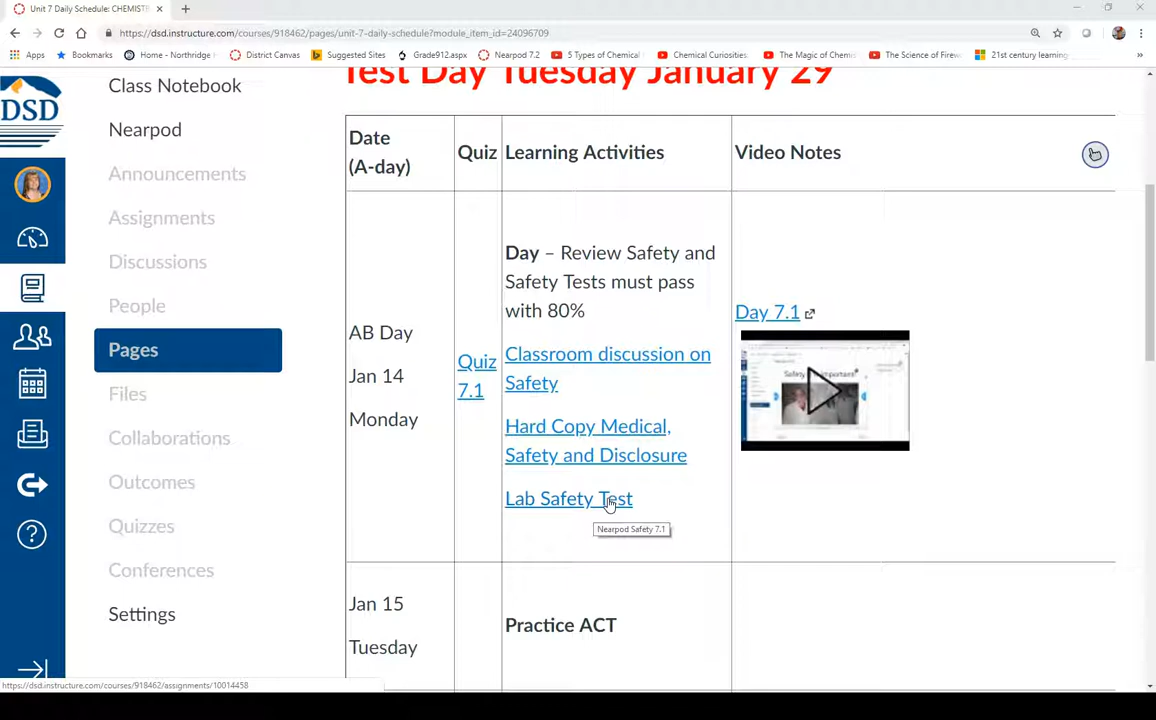 Unit 7 Daily Schedule: CHEMIST
https://dsd.instructure.com/courses/918462/pages/unit-7-daily-schedule?module_item_id=24096709
Apps
Bookmarks
Home - Northridge
District Canvas
Suggested Sites
Grade912.aspx
Nearpod 7.2
5 Types of Chemical
Chemical Curiosities
The Magic of Chemis
The Science of Firew
21st century learning
DSD
Class Notebook
Nearpod
Announcements
Assignments
Discussions
People
Pages
Files
Collaborations
Outcomes
Quizzes
Conferences
Settings
Test Day Tuesday January 29
Date
(A-day)
Quiz
Learning Activities
Video Notes
AB Day
Jan 14
Monday
Quiz
7.1
Day – Review Safety and
Safety Tests must pass
with 80%
Classroom discussion on
Safety
Hard Copy Medical,
Safety and Disclosure
Lab Safety Test
Nearpod Safety 7.1
Day 7.1
Jan 15
Tuesday
Practice ACT
https://dsd.instructure.com/courses/918462/assignments/10014458